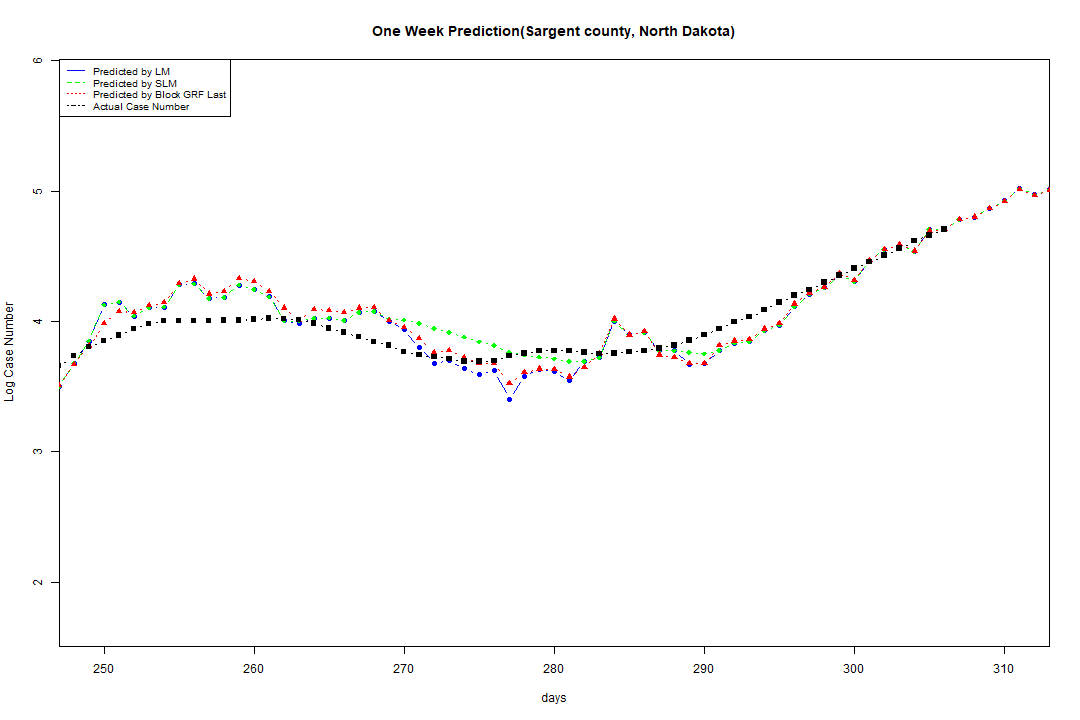 One Week Prediction(Sargent county, North Dakota)
Predicted by LM
Predicted by SLM
Predicted by Block GRF Last
Actual Case Number
6
5
4
3
2
Log Case Number
250 260 270 280 290 300 310
days